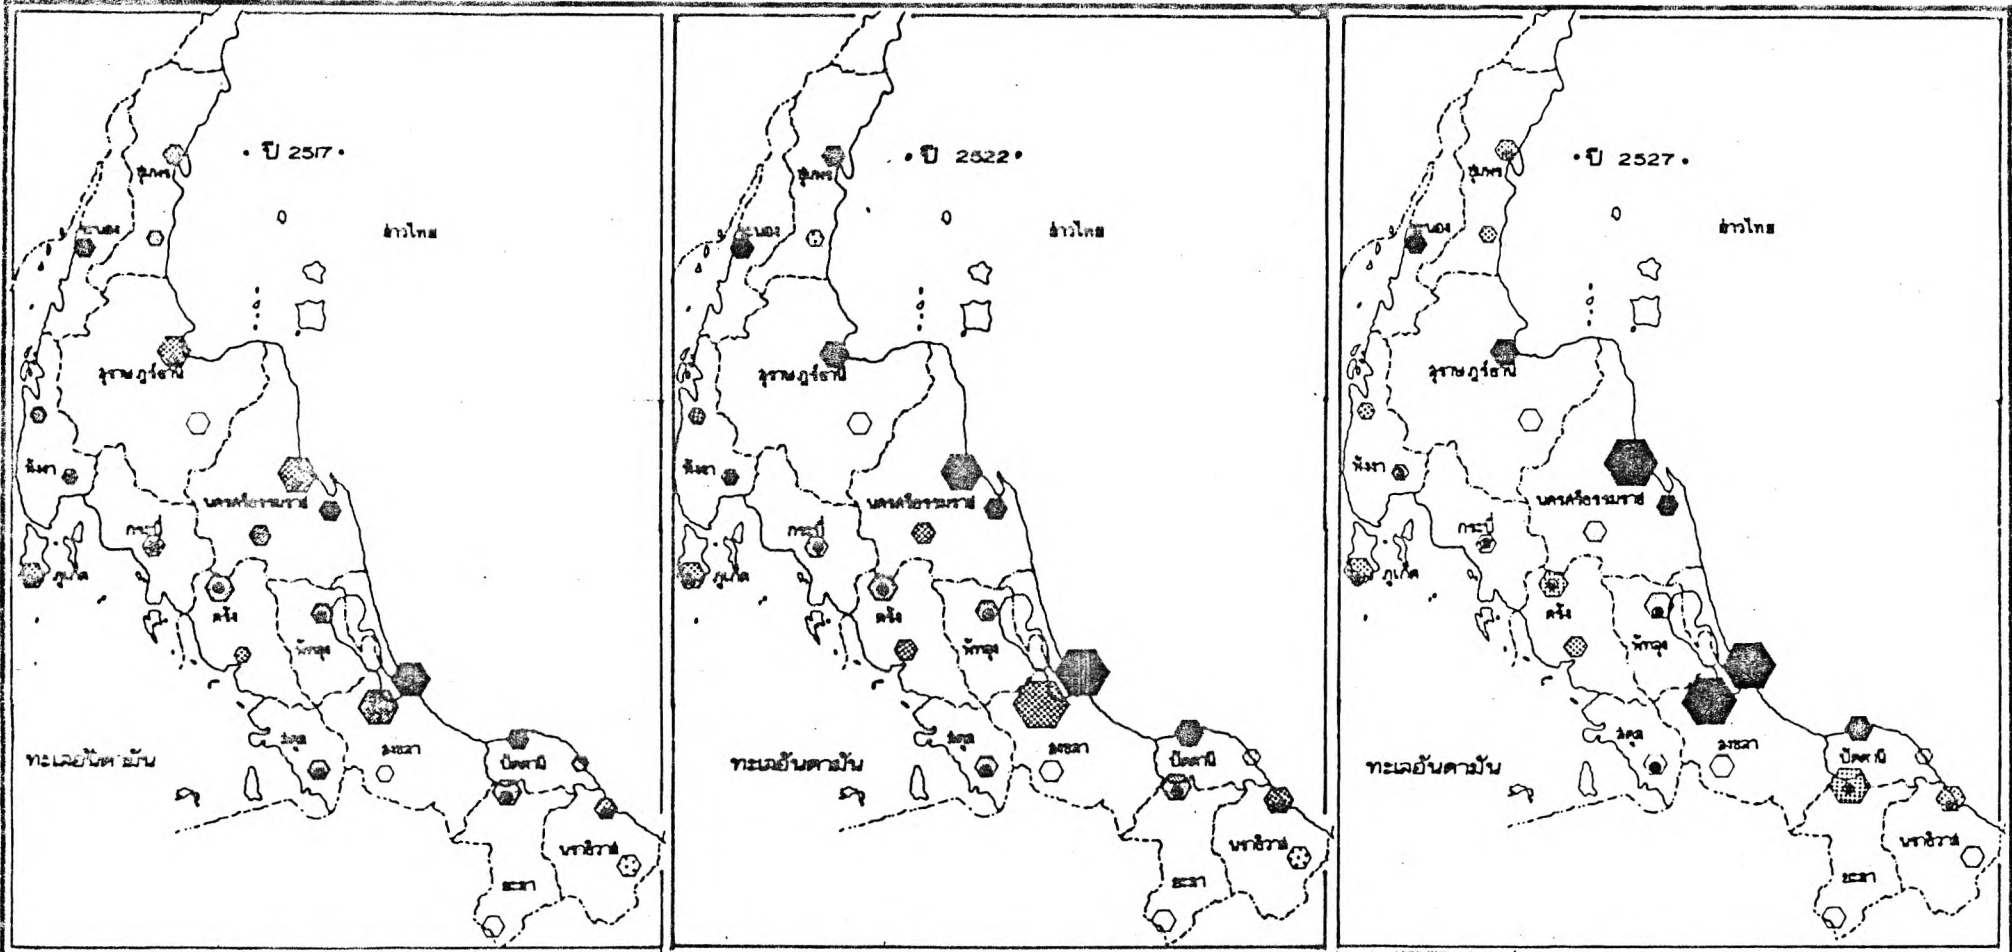 • ปี 2517 •
ชุมพร
ระนอง
อ่าวไทย
สุราษฎร์ธานี
พังงา
นครศรีธรรมราช
กระบี่
ภูเก็ต
ตรัง
พัทลุง
สตูล
สงขลา
ทะเลอันดามัน
ปัตตานี
นราธิวาส
ยะลา
• ปี 2522 •
ชุมพร
ระนอง
อ่าวไทย
สุราษฎร์ธานี
พังงา
นครศรีธรรมราช
กระบี่
ภูเก็ต
ตรัง
พัทลุง
สตูล
สงขลา
ทะเลอันดามัน
ปัตตานี
นราธิวาส
ยะลา
• ปี 2527 •
ชุมพร
ระนอง
อ่าวไทย
สุราษฎร์ธานี
พังงา
นครศรีธรรมราช
กระบี่
ภูเก็ต
ตรัง
พัทลุง
สตูล
สงขลา
ทะเลอันดามัน
ปัตตานี
นราธิวาส
ยะลา